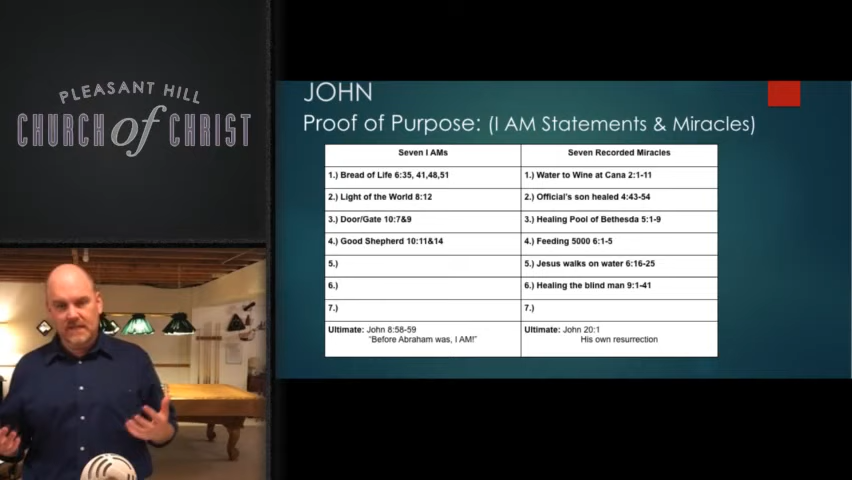 PLEASANT HILL
CHURCH of CHRIST
JOHN
Proof of Purpose: (I AM Statements & Miracles)
Seven I AMs
Seven Recorded Miracles
1.) Bread of Life 6:35, 41,48,51
1.) Water to Wine at Cana 2:1-11
2.) Light of the World 8:12
2.) Official's son healed 4:43-54
3.) Door/Gate 10:7&9
3.) Healing Pool of Bethesda 5:1-9
4.) Good Shepherd 10:11&14
4.) Feeding 5000 6:1-5
5.)
5.) Jesus walks on water 6:16-25
6.)
6.) Healing the blind man 9:1-41
7.)
7.)
Ultimate: John 8:58-59
"Before Abraham was, I AM!"
Ultimate: John 20:1
His own resurrection